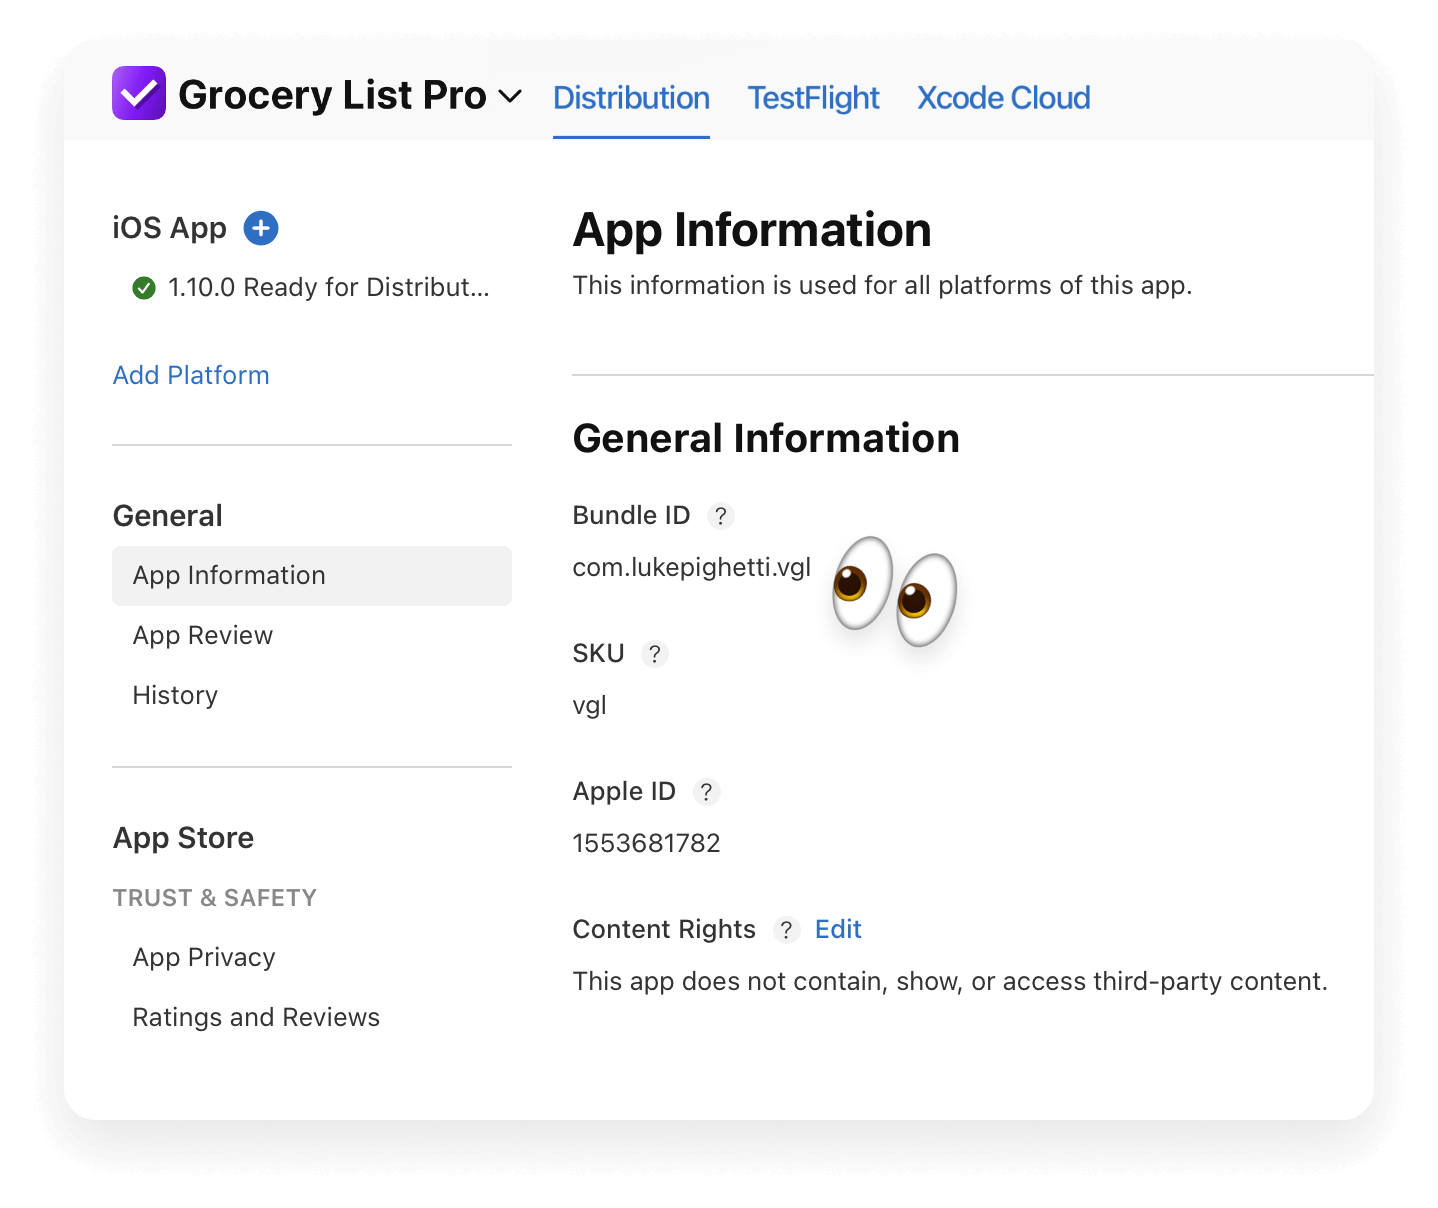 Grocery List Pro
Distribution
TestFlight
Xcode Cloud
iOS App
1.10.0 Ready for Distribut...
Add Platform
General
App Information
App Review
History
App Store
TRUST & SAFETY
App Privacy
Ratings and Reviews
App Information
This information is used for all platforms of this app.
General Information
Bundle ID ?
com.lukepighetti.vgl
SKU ?
vgl
Apple ID ?
1553681782
Content Rights ? Edit
This app does not contain, show, or access third-party content.